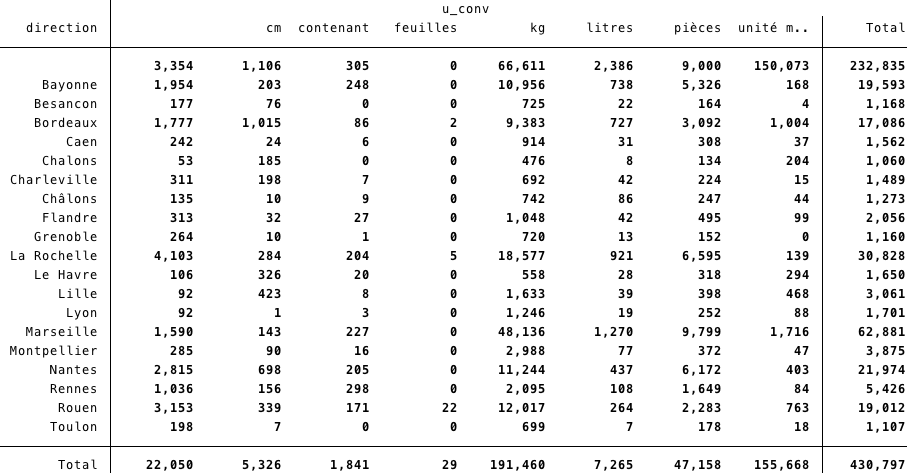 u_conv
direction cm contenant feuilles kg litres pièces unité m.. Total
3,354 1,106 305 0 66,611 2,386 9,000 150,073 232,835
Bayonne 1,954 203 248 0 10,956 738 5,326 168 19,593
Besancon 177 76 0 0 725 22 164 4 1,168
Bordeaux 1,777 1,015 86 2 9,383 727 3,092 1,004 17,086
Caen 242 24 6 0 914 31 308 37 1,562
Chalons 53 185 0 0 476 8 134 204 1,060
Charleville 311 198 7 0 692 42 224 15 1,489
Châlons 135 10 9 0 742 86 247 44 1,273
Flandre 313 32 27 0 1,048 42 495 99 2,056
Grenoble 264 10 1 0 720 13 152 0 1,160
La Rochelle 4,103 284 204 5 18,577 921 6,595 139 30,828
Le Havre 106 326 20 0 558 28 318 294 1,650
Lille 92 423 8 0 1,633 39 398 468 3,061
Lyon 92 1 3 0 1,246 19 252 88 1,701
Marseille 1,590 143 227 0 48,136 1,270 9,799 1,716 62,881
Montpellier 285 90 16 0 2,988 77 372 47 3,875
Nantes 2,815 698 205 0 11,244 437 6,172 403 21,974
Rennes 1,036 156 298 0 2,095 108 1,649 84 5,426
Rouen 3,153 339 171 22 12,017 264 2,283 763 19,012
Toulon 198 7 0 0 699 7 178 18 1,107
Total 22,050 5,326 1,841 29 191,460 7,265 47,158 155,668 430,797